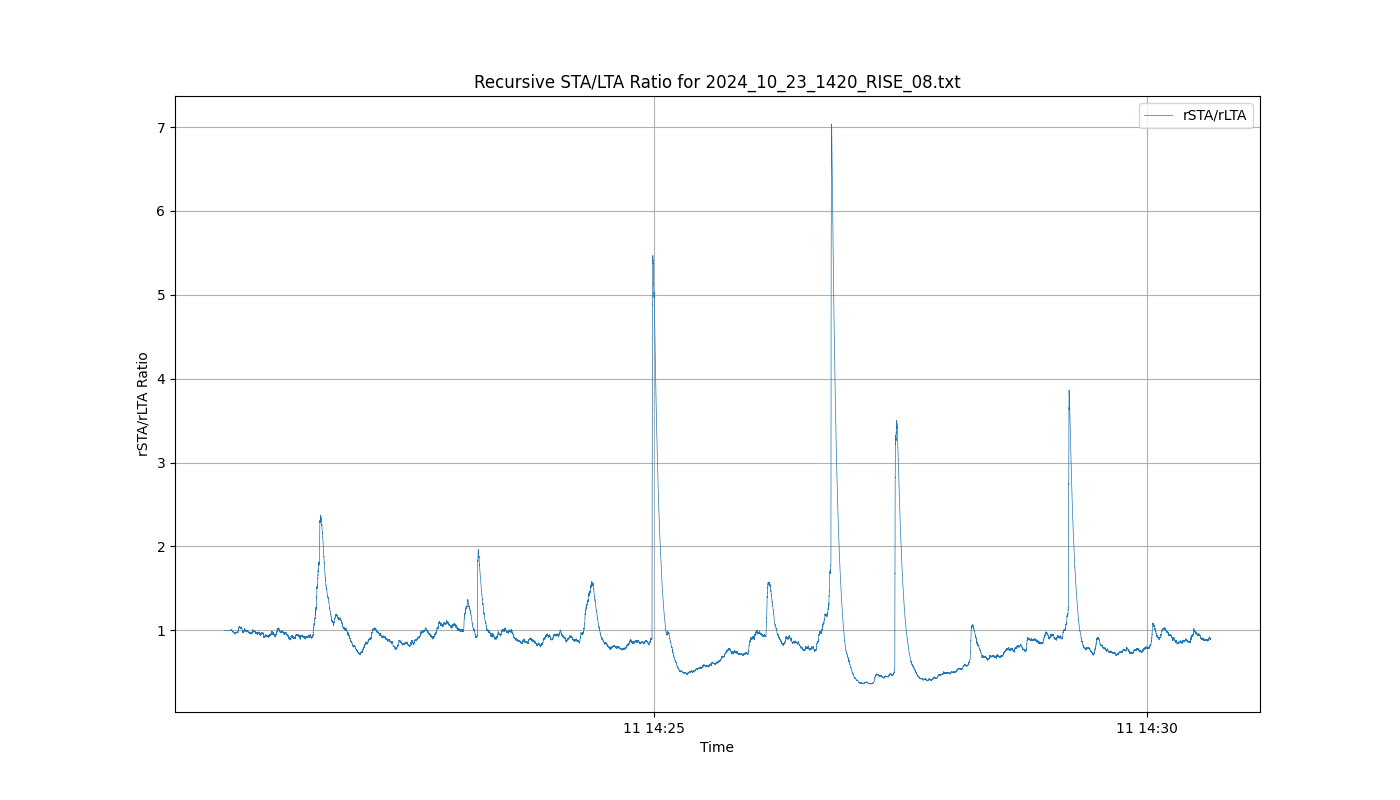 Recursive STA/LTA Ratio for 2024_10_23_1420_RISE_08.txt
rSTA/rLTA
7
6
5
4
3
2
1
rSTA/rLTA Ratio
11 14:25
11 14:30
Time